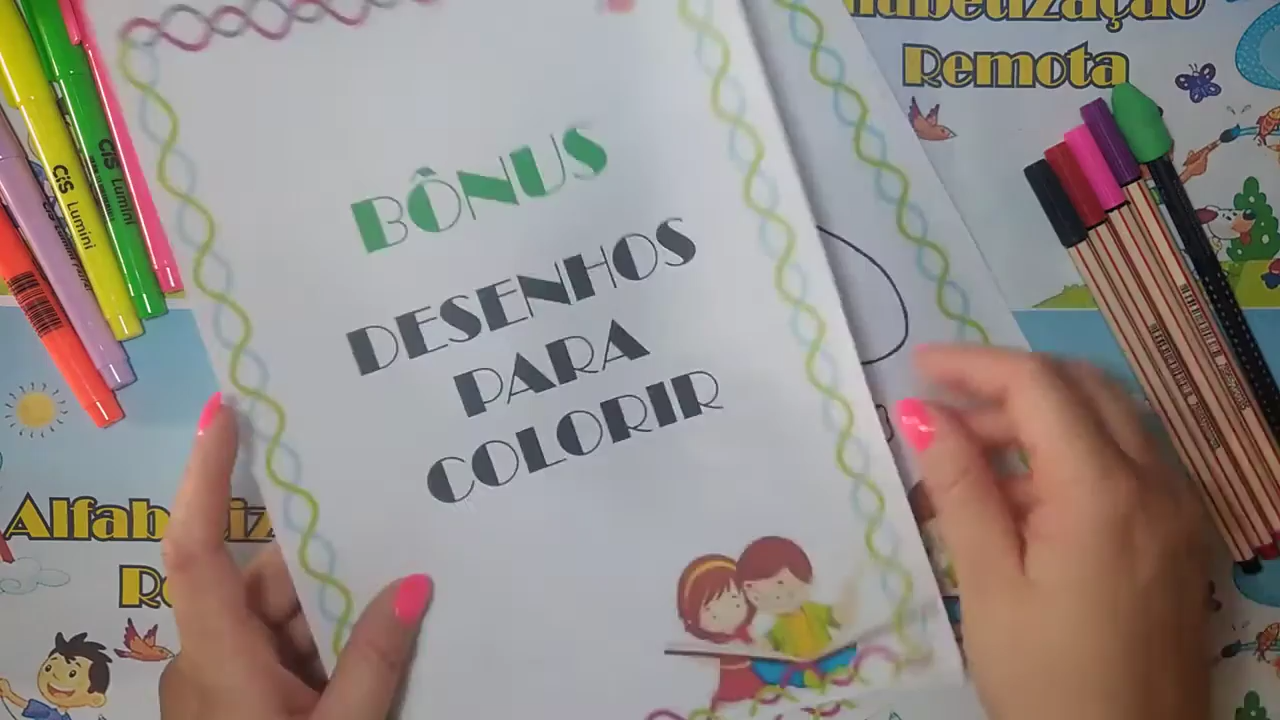 Remota
CiS Lumini
CiS Lumini
BÔNUS
DESENHOS
PARA
COLORIR